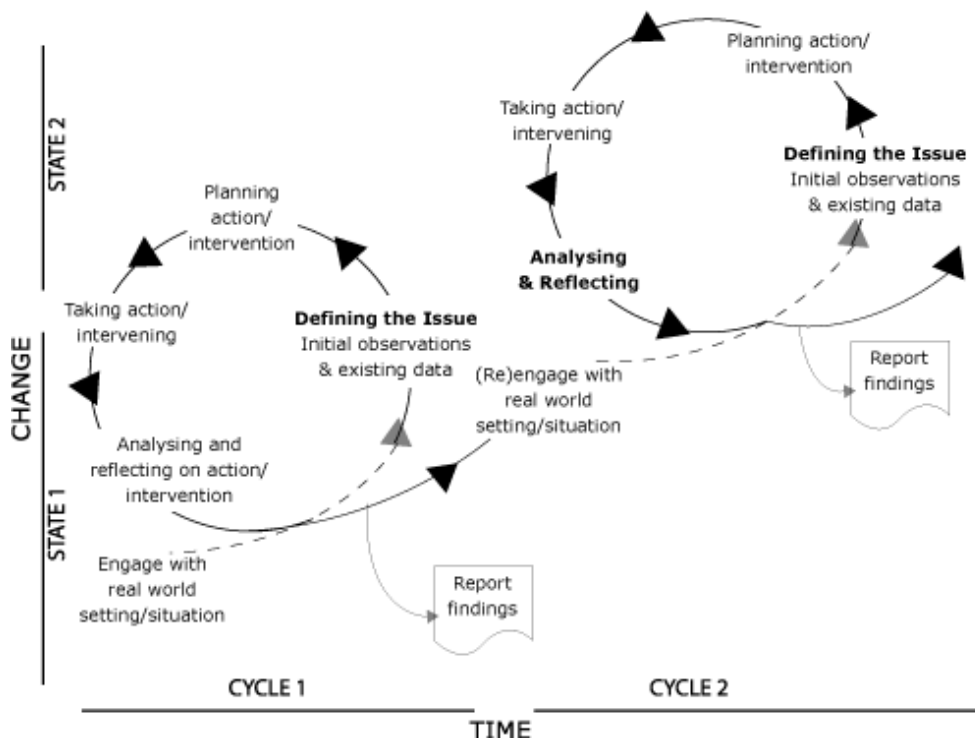 Planning action/
intervention
Taking action/
intervening
Defining the Issue
Initial observations
& existing data
Analysing
& Reflecting
Planning
action/
intervention
Taking action/
intervening
Defining the Issue
Initial observations
& existing data
(Re)engage with
real world
setting/situation
Report
findings
Analysing and
reflecting on action/
intervention
Engage with
real world
setting/situation
Report
findings
STATE 2
CHANGE
STATE 1
CYCLE 1
CYCLE 2
TIME